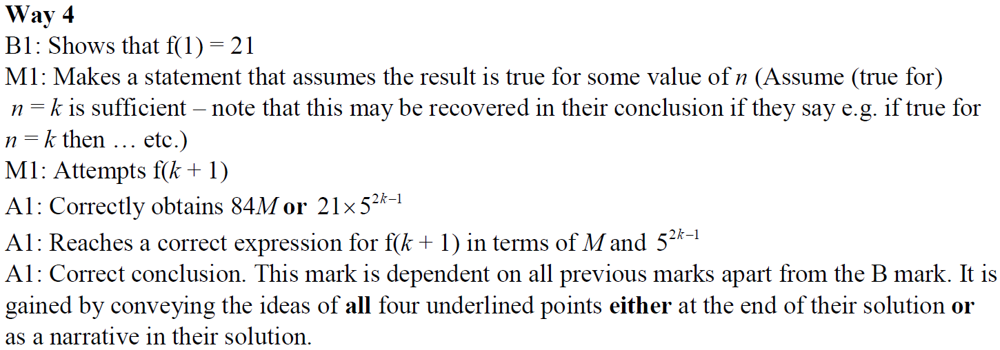 Way 4
B1: Shows that f(1) = 21
M1: Makes a statement that assumes the result is true for some value of n (Assume (true for)
n = k is sufficient – note that this may be recovered in their conclusion if they say e.g. if true for
n = k then … etc.)
M1: Attempts f(k + 1)
A1: Correctly obtains 84M or 21×5^{2k−1}
A1: Reaches a correct expression for f(k + 1) in terms of M and 5^{2k−1}
A1: Correct conclusion. This mark is dependent on all previous marks apart from the B mark. It is
gained by conveying the ideas of all four underlined points either at the end of their solution or
as a narrative in their solution.